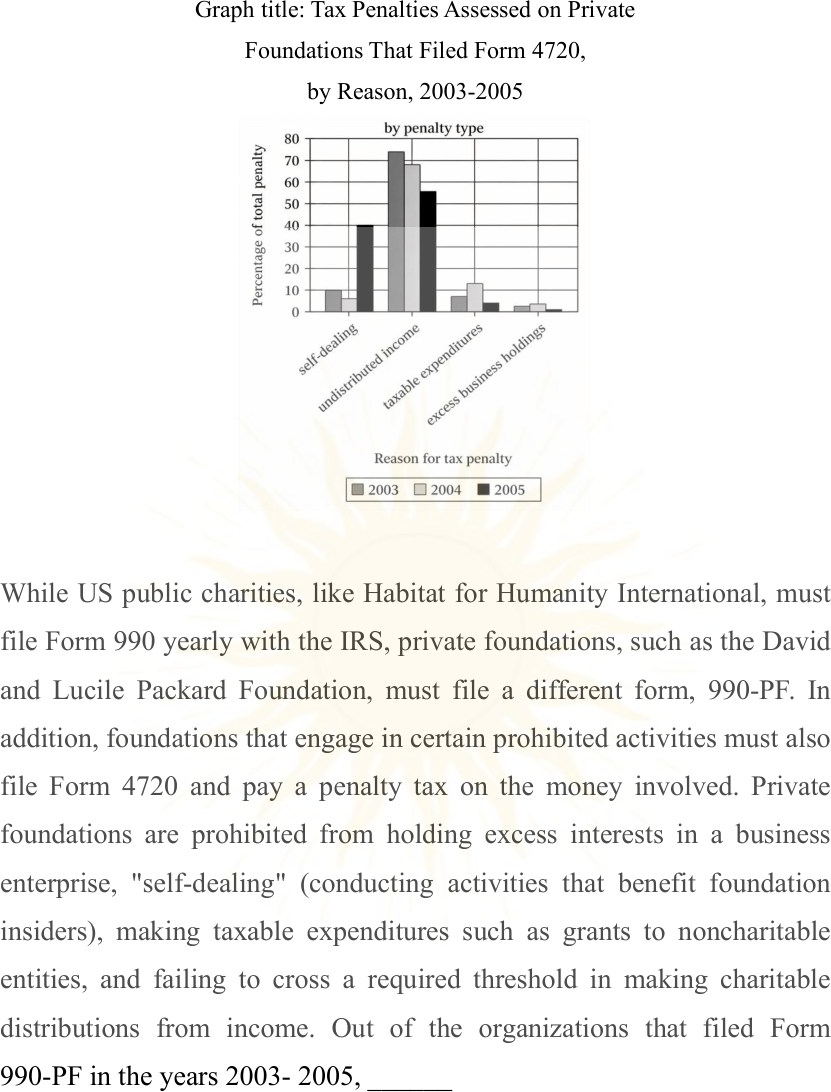 Graph title: Tax Penalties Assessed on Private
Foundations That Filed Form 4720,
by Reason, 2003-2005
by penalty type
Percentage of total penalty
80
70
60
50
40
30
20
10
0
self-dealing
undistributed income
taxable expenditures
excess business holdings
Reason for tax penalty
2003 2004 2005
While US public charities, like Habitat for Humanity International, must
file Form 990 yearly with the IRS, private foundations, such as the David
and Lucile Packard Foundation, must file a different form, 990-PF. In
addition, foundations that engage in certain prohibited activities must also
file Form 4720 and pay a penalty tax on the money involved. Private
foundations are prohibited from holding excess interests in a business
enterprise, "self-dealing" (conducting activities that benefit foundation
insiders), making taxable expenditures such as grants to noncharitable
entities, and failing to cross a required threshold in making charitable
distributions from income. Out of the organizations that filed Form
990-PF in the years 2003- 2005, ______